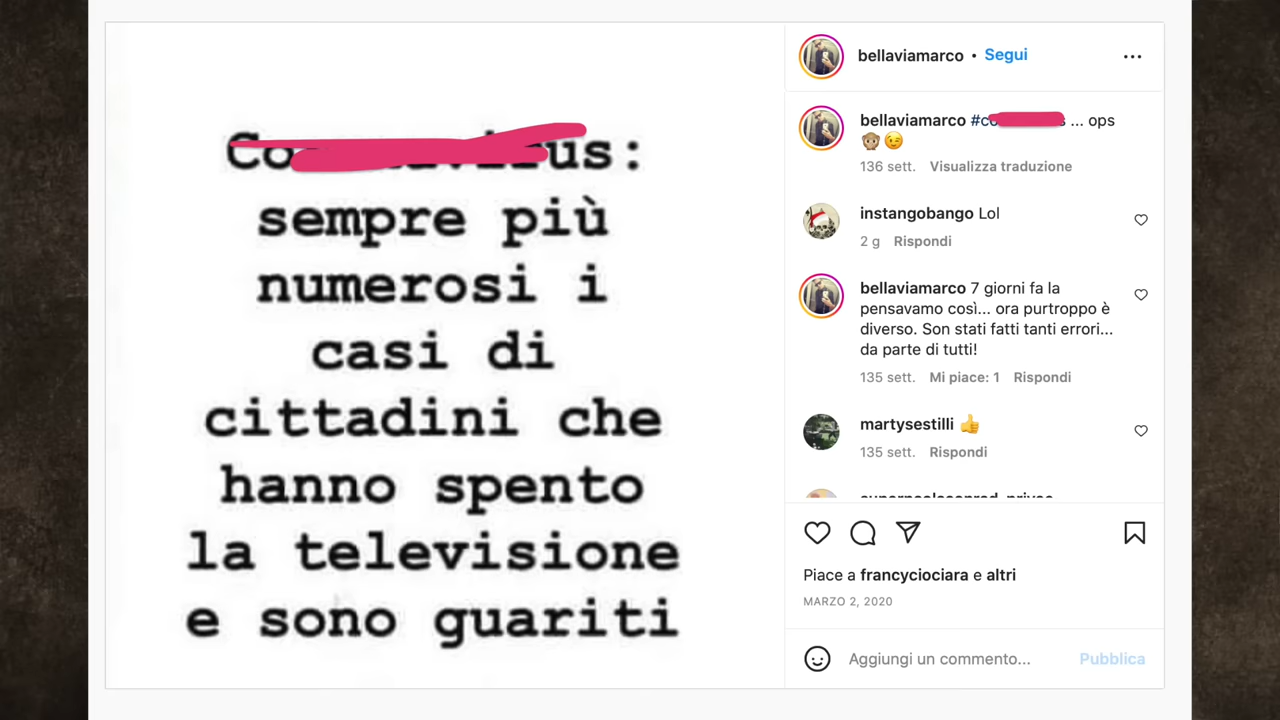 sempre più
numerosi i
casi di
cittadini che
hanno spento
la televisione
e sono guariti
bellaviamarco • Segui
bellaviamarco ... ops
136 sett. Visualizza traduzione
instangobango Lol
2 g Rispondi
bellaviamarco 7 giorni fa la
pensavamo così... ora purtroppo è
diverso. Son stati fatti tanti errori...
da parte di tutti!
135 sett. Mi piace: 1 Rispondi
martysestilli 👍
135 sett. Rispondi
Piace a francyciociara e altri
MARZO 2, 2020
Aggiungi un commento... Pubblica